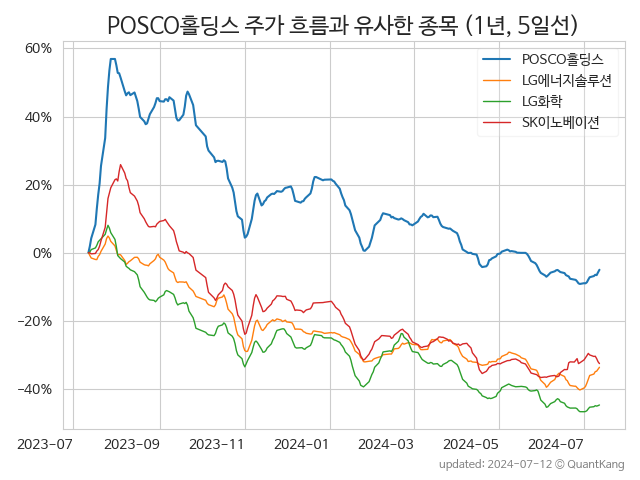 POSCO홀딩스 주가 흐름과 유사한 종목 (1년, 5일선)
60%
40%
20%
0%
−20%
−40%
POSCO홀딩스
LG에너지솔루션
LG화학
SK이노베이션
2023-07
2023-09
2023-11
2024-01
2024-03
2024-05
2024-07
updated: 2024-07-12 © QuantKang